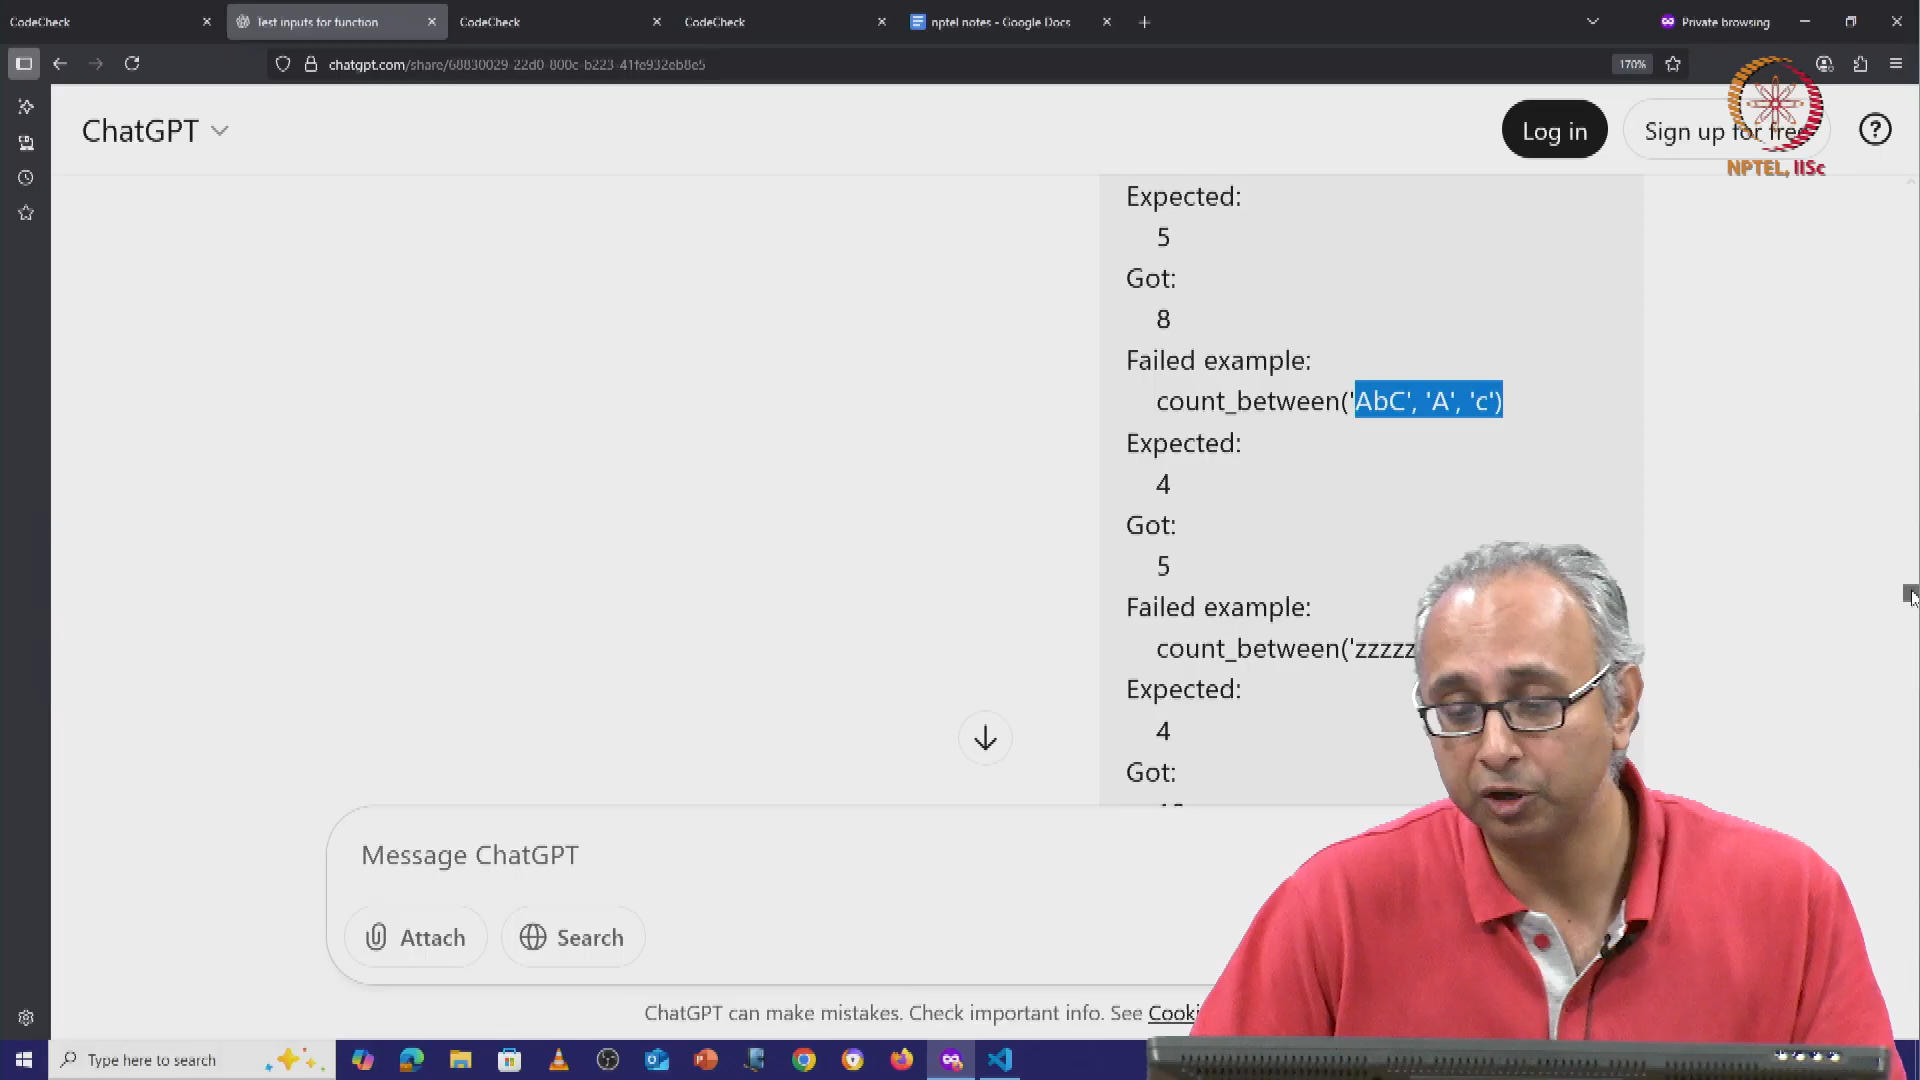 CodeCheck
Test inputs for function
CodeCheck
CodeCheck
nptel notes - Google Docs
Private browsing
chatgpt.com/share/68830029-22d0-800c-b223-41fe932eb8e5
170%
ChatGPT
Log in
Sign up for free
NPTEL, IISc
Expected:
5
Got:
8
Failed example:
count_between('AbC', 'A', 'c')
Expected:
4
Got:
5
Failed example:
count_between('zzzzz
Expected:
4
Got:
Message ChatGPT
Attach
Search
ChatGPT can make mistakes. Check important info. See Cooki
Type here to search